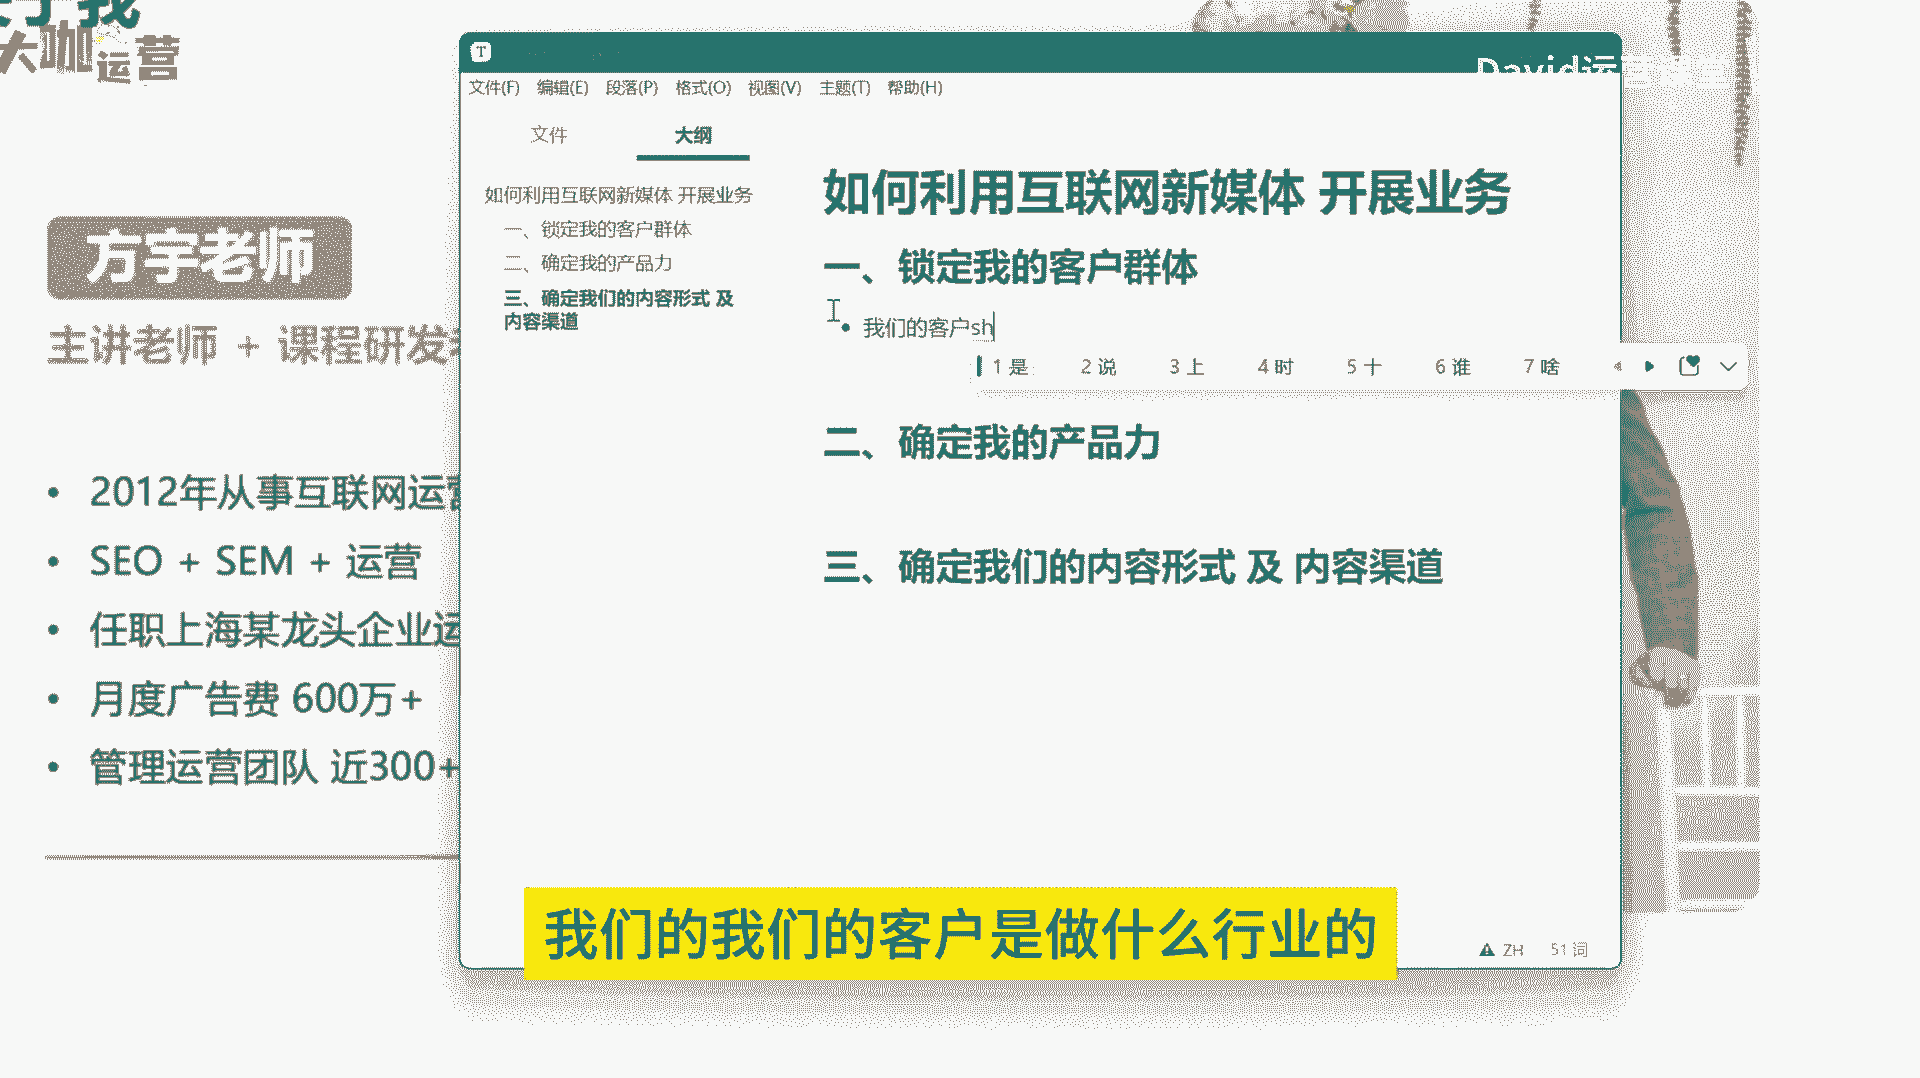 大咖运营
David运
文件(F) 编辑(E) 段落(P) 格式(O) 视图(V) 主题(T) 帮助(H)
文件 大纲
如何利用互联网新媒体 开展业务
一、锁定我的客户群体
二、确定我的产品力
三、确定我们的内容形式 及
内容渠道
如何利用互联网新媒体 开展业务
一、锁定我的客户群体
我们的客户sh
1 是 2 说 3 上 4 时 5 十 6 谁 7 啥
二、确定我的产品力
三、确定我们的内容形式 及 内容渠道
方宇老师
主讲老师 + 课程研发
• 2012年从事互联网运营
• SEO + SEM + 运营
• 任职上海某龙头企业运
• 月度广告费 600万+
• 管理运营团队 近300+
我们的我们的客户是做什么行业的
ZH 51 词